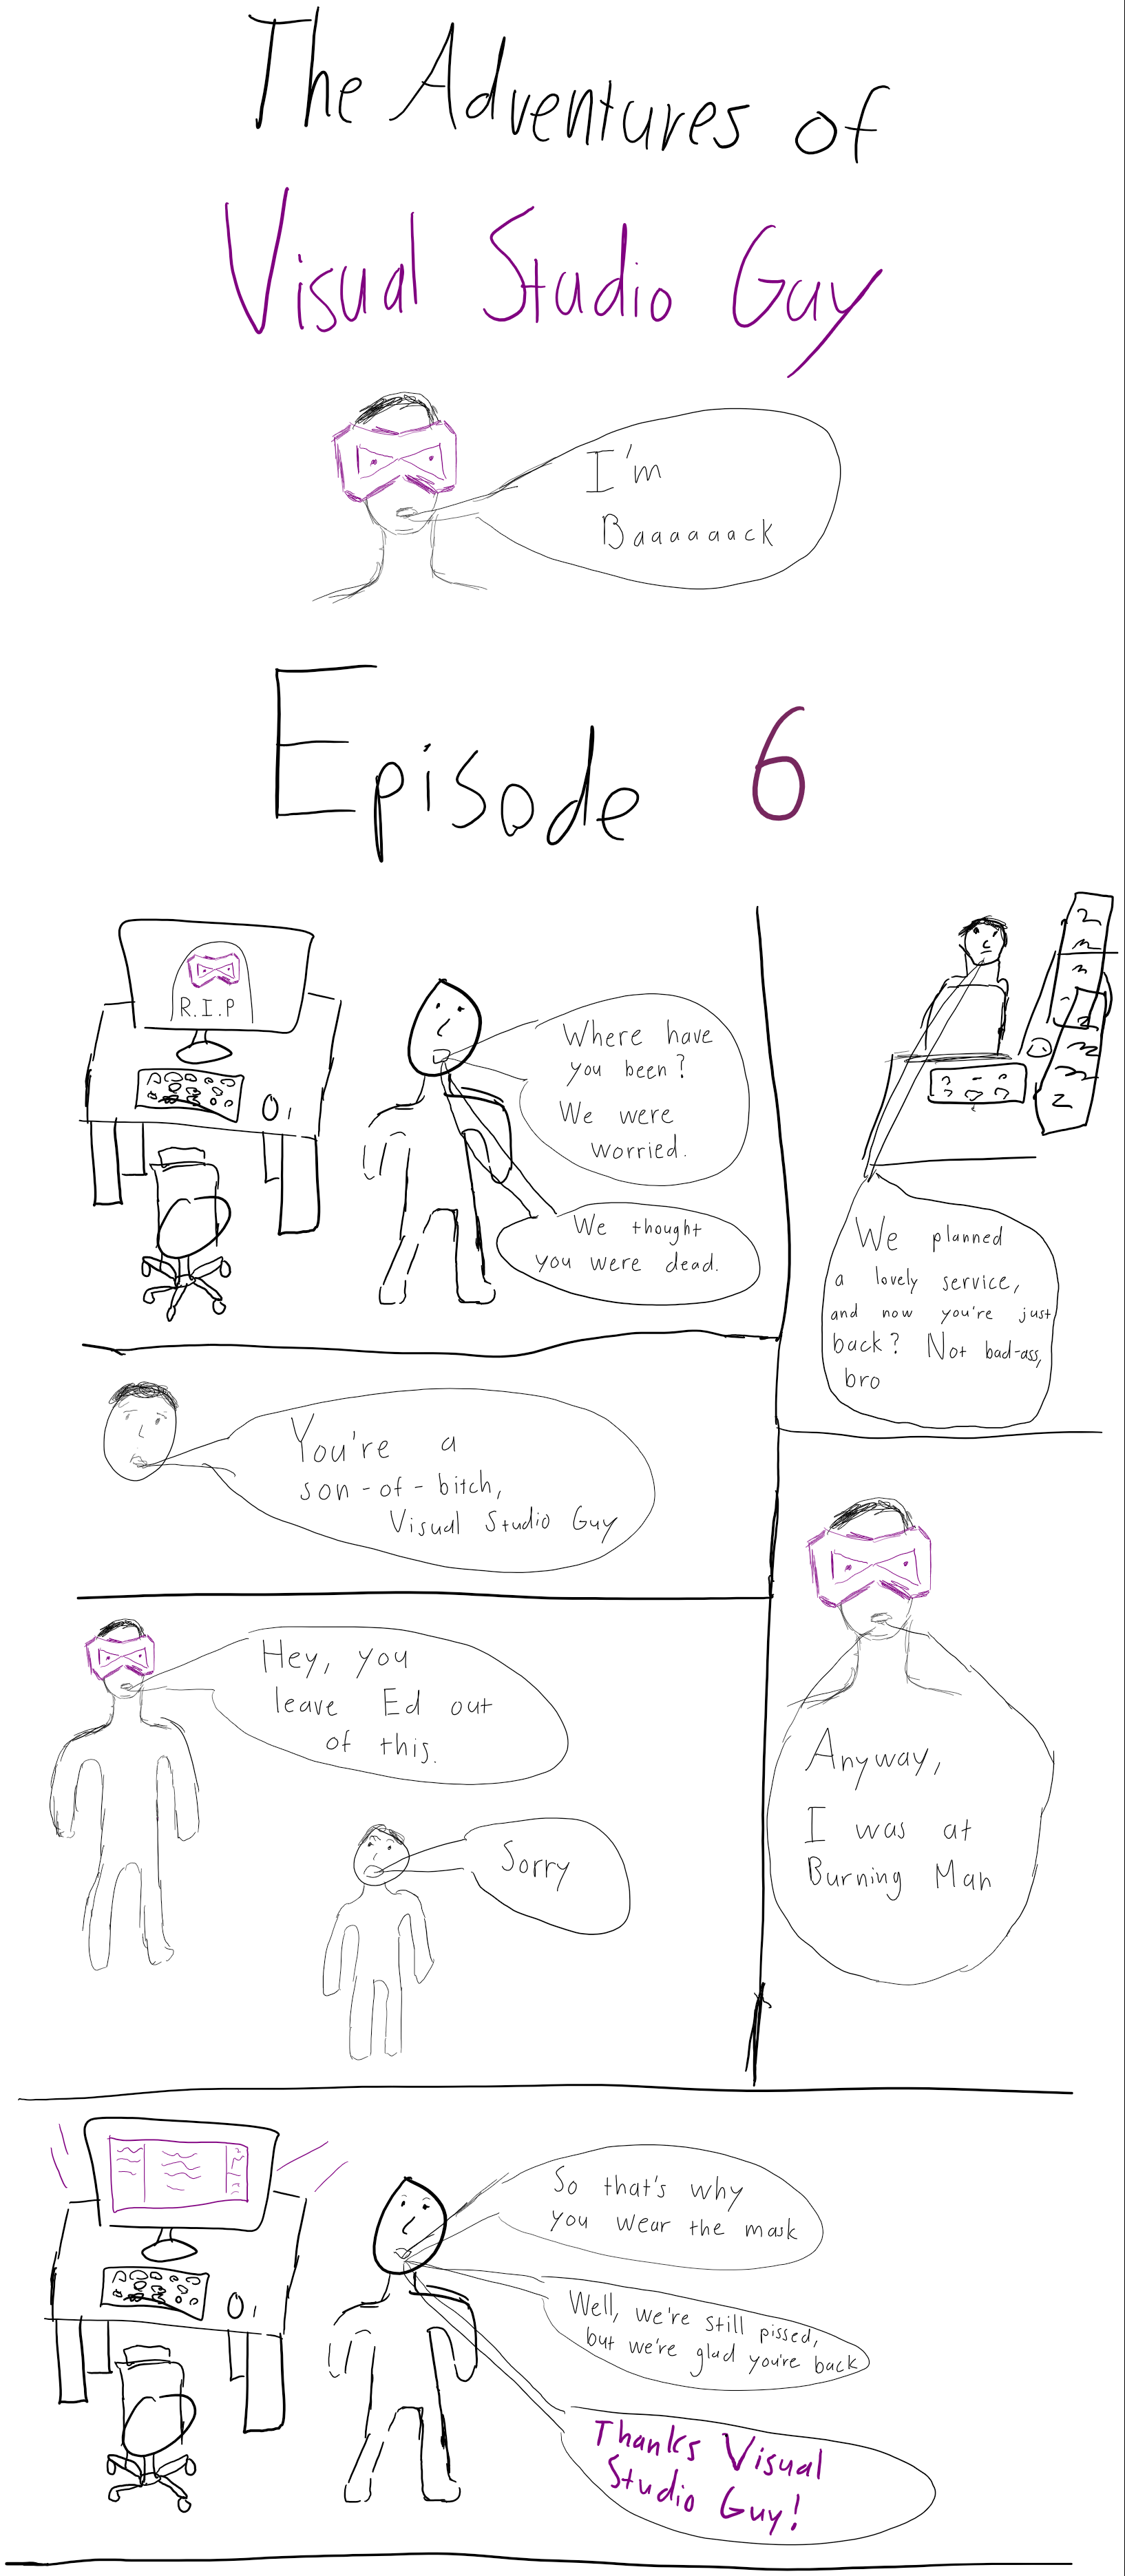 The Adventures of
Visual Studio Guy
I'm
Baaaaaack
Episode 6
R.I.P
Where have
you been?
We were
worried.
We thought
you were dead.
We planned
a lovely service,
and now you're just
back? Not bad-ass,
bro
You're a
son-of-bitch,
Visual Studio Guy
Hey, you
leave Ed out
of this.
Sorry
Anyway,
I was at
Burning Man
So that's why
you wear the mask
Well, we're still pissed,
but we're glad you're back
Thanks Visual
Studio Guy!